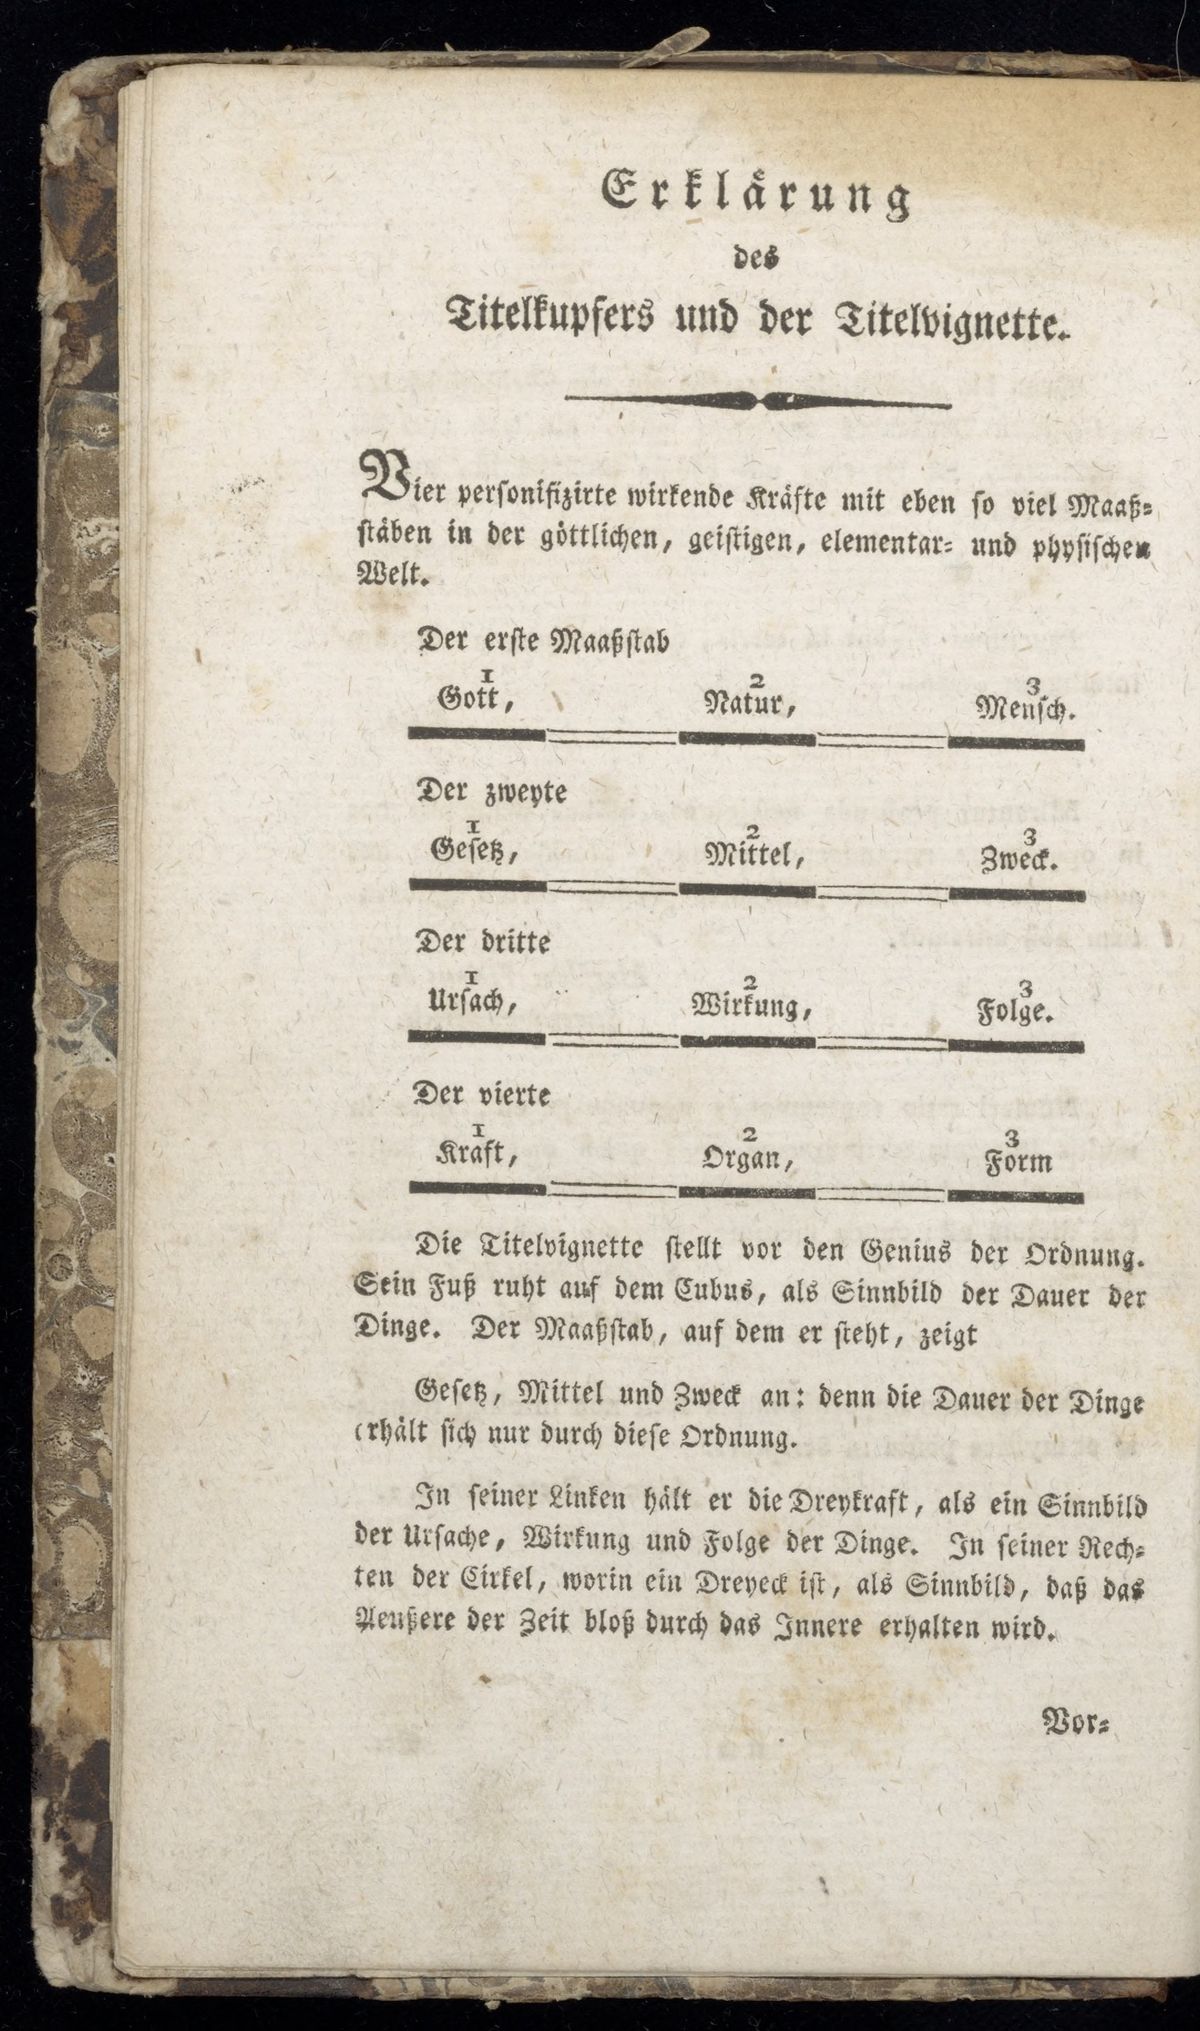 Erklärung
des
Titelkupfers und der Titelvignette.
Vier personifizirte wirkende Kräfte mit eben so viel Maaß-
stäben in der göttlichen, geistigen, elementar- und physischen
Welt.
Der erste Maaßstab
1 2 3
Gott, Natur, Mensch.
Der zweyte
1 2 3
Gesetz, Mittel, Zweck.
Der dritte
1 2 3
Ursach, Wirkung, Folge.
Der vierte
1 2 3
Kraft, Organ, Form
Die Titelvignette stellt vor den Genius der Ordnung.
Sein Fuß ruht auf dem Cubus, als Sinnbild der Dauer der
Dinge. Der Maaßstab, auf dem er steht, zeigt
Gesetz, Mittel und Zweck an: denn die Dauer der Dinge
erhält sich nur durch diese Ordnung.
In seiner Linken hält er die Dreykraft, als ein Sinnbild
der Ursache, Wirkung und Folge der Dinge. In seiner Rech-
ten der Cirkel, worin ein Dreyeck ist, als Sinnbild, daß das
Aeußere der Zeit bloß durch das Innere erhalten wird.
Vor-